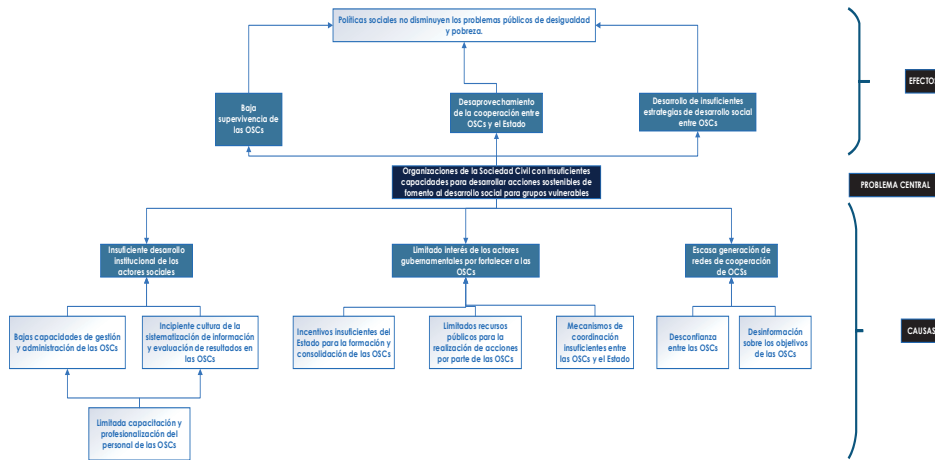 Políticas sociales no disminuyen los problemas públicos de desigualdad
y pobreza.
EFECTOS
Baja
supervivencia de
las OSCs
Desaprovechamiento
de la cooperación entre
OSCs y el Estado
Desarrollo de insuficientes
estrategias de desarrollo social
entre OSCs
Organizaciones de la Sociedad Civil con insuficientes
capacidades para desarrollar acciones sostenibles de
fomento al desarrollo social para grupos vulnerables
PROBLEMA CENTRAL
Insuficiente desarrollo
institucional de los
actores sociales
Limitado interés de los actores
gubernamentales por fortalecer a las
OSCs
Escasa generación de
redes de cooperación
de OCSs
Bajas capacidades de gestión
y administración de las OSCs
Incipiente cultura de la
sistematización de información
y evaluación de resultados en
las OSCs
Incentivos insuficientes del
Estado para la formación y
consolidación de las OSCs
Limitados recursos
públicos para la
realización de acciones
por parte de las OSCs
Mecanismos de
coordinación
insuficientes entre
las OSCs y el Estado
Desconfianza
entre las OSCs
Desinformación
sobre los objetivos
de las OSCs
CAUSAS
Limitada capacitación y
profesionalización del
personal de las OSCs